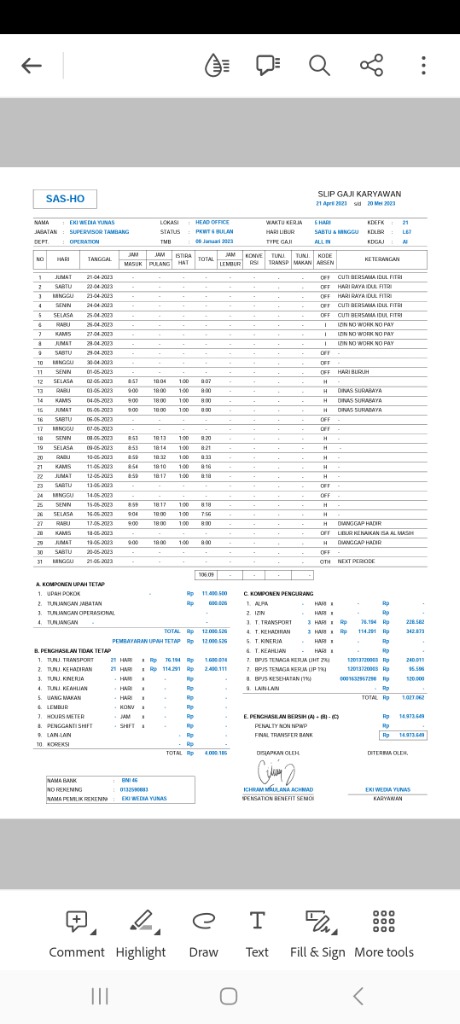 SAS-HO
SLIP GAJI KARYAWAN
21 April 2023 s/d 20 Mei 2023
NAMA : EKI WEDIA YUNAS LOKASI : HEAD OFFICE WAKTU KERJA : 5 HARI KDEFK : 21
JABATAN : SUPERVISOR TAMBANG STATUS : PKWT 6 BULAN HARI LIBUR : SABTU & MINGGU KDLBR : LBT
DEPT : OPERATION TMB : 09 Januari 2023 TYPE GAJI : ALL IN KDGAJ : AI
NO HARI TANGGAL JAM MASUK JAM PULANG ISTIRA HAT TOTAL JAM LEMBUR KONVE RSI TUNJ. TRANSP TUNJ. MAKAN KODE ABSEN KETERANGAN
1 JUMAT 21-04-2023 - - - - - - - - OFF CUTI BERSAMA IDUL FITRI
2 SABTU 22-04-2023 - - - - - - - - OFF HARI RAYA IDUL FITRI
3 MINGGU 23-04-2023 - - - - - - - - OFF HARI RAYA IDUL FITRI
4 SENIN 24-04-2023 - - - - - - - - OFF CUTI BERSAMA IDUL FITRI
5 SELASA 25-04-2023 - - - - - - - - OFF CUTI BERSAMA IDUL FITRI
6 RABU 26-04-2023 - - - - - - - - I IZIN NO WORK NO PAY
7 KAMIS 27-04-2023 - - - - - - - - I IZIN NO WORK NO PAY
8 JUMAT 28-04-2023 - - - - - - - - I IZIN NO WORK NO PAY
9 SABTU 29-04-2023 - - - - - - - - OFF -
10 MINGGU 30-04-2023 - - - - - - - - OFF -
11 SENIN 01-05-2023 - - - - - - - - OFF HARI BURUH
12 SELASA 02-05-2023 8:57 18:04 1:00 8:07 - - - - H -
13 RABU 03-05-2023 9:00 18:00 1:00 8:00 - - - - H DINAS SURABAYA
14 KAMIS 04-05-2023 9:00 18:00 1:00 8:00 - - - - H DINAS SURABAYA
15 JUMAT 05-05-2023 9:00 18:00 1:00 8:00 - - - - H DINAS SURABAYA
16 SABTU 06-05-2023 - - - - - - - - OFF -
17 MINGGU 07-05-2023 - - - - - - - - OFF -
18 SENIN 08-05-2023 8:53 18:13 1:00 8:20 - - - - H -
19 SELASA 09-05-2023 8:53 18:14 1:00 8:21 - - - - H -
20 RABU 10-05-2023 8:59 18:32 1:00 8:33 - - - - H -
21 KAMIS 11-05-2023 8:54 18:10 1:00 8:16 - - - - H -
22 JUMAT 12-05-2023 8:59 18:17 1:00 8:18 - - - - H -
23 SABTU 13-05-2023 - - - - - - - - OFF -
24 MINGGU 14-05-2023 - - - - - - - - OFF -
25 SENIN 15-05-2023 8:59 18:17 1:00 8:18 - - - - H -
26 SELASA 16-05-2023 9:04 18:00 1:00 7:56 - - - - H -
27 RABU 17-05-2023 9:00 18:00 1:00 8:00 - - - - H DIANGGAP HADIR
28 KAMIS 18-05-2023 - - - - - - - - OFF LIBUR KENAIKAN ISA AL MASIH
29 JUMAT 19-05-2023 9:00 18:00 1:00 8:00 - - - - H DIANGGAP HADIR
30 SABTU 20-05-2023 - - - - - - - - OFF -
31 MINGGU 21-05-2023 - - - - - - - - OTH NEXT PERIODE
106:09 - - - -
A. KOMPONEN UPAH TETAP
1. UPAH POKOK - Rp 11.400.500
2. TUNJANGAN JABATAN Rp 600.026
3. TUNJANGAN OPERASIONAL -
4. TUNJANGAN - -
TOTAL Rp 12.000.526
PEMBAYARAN UPAH TETAP Rp 12.000.526
B. PENGHASILAN TIDAK TETAP
1. TUNJ. TRANSPORT 21 HARI x Rp 76.194 Rp 1.600.074
2. TUNJ. KEHADIRAN 21 HARI x Rp 114.291 Rp 2.400.111
3. TUNJ. KINERJA - HARI x - Rp -
4. TUNJ. KEAHLIAN - HARI x - Rp -
5. UANG MAKAN - HARI x - Rp -
6. LEMBUR - KONV x - Rp -
7. HOURS METER - JAM x - Rp -
8. PENGGANTI SHIFT - SHIFT x - Rp -
9. LAIN-LAIN - Rp -
10. KOREKSI - Rp -
TOTAL Rp 4.000.185
C. KOMPONEN PENGURANG
1. ALPA - HARI x Rp -
2. IZIN - HARI x Rp -
3. T. TRANSPORT 3 HARI x Rp 76.194 Rp 228.582
4. T. KEHADIRAN 3 HARI x Rp 114.291 Rp 342.873
5. T. KINERJA - HARI x - Rp -
6. T. KEAHLIAN - HARI x - Rp -
7. BPJS TENAGA KERJA (JHT 2%) 12013720003 Rp 240.011
7. BPJS TENAGA KERJA (JP 1%) 12013720003 Rp 95.596
8. BPJS KESEHATAN (1%) Rp 120.000
9. LAIN-LAIN Rp -
TOTAL Rp 1.027.062
E. PENGHASILAN BERSIH (A) + (B) - (C) Rp 14.973.649
PENALTY NON NPWP Rp -
FINAL TRANSFER BANK Rp 14.973.649
DISIAPKAN OLEH, DITERIMA OLEH,
NAMA BANK : BNI 46
NO REKENING : 0132590883
NAMA PEMILIK REKENING : EKI WEDIA YUNAS
ICHRAM MAULANA ACHMAD EKI WEDIA YUNAS
KARYAWAN
Comment Highlight Draw Text Fill & Sign More tools